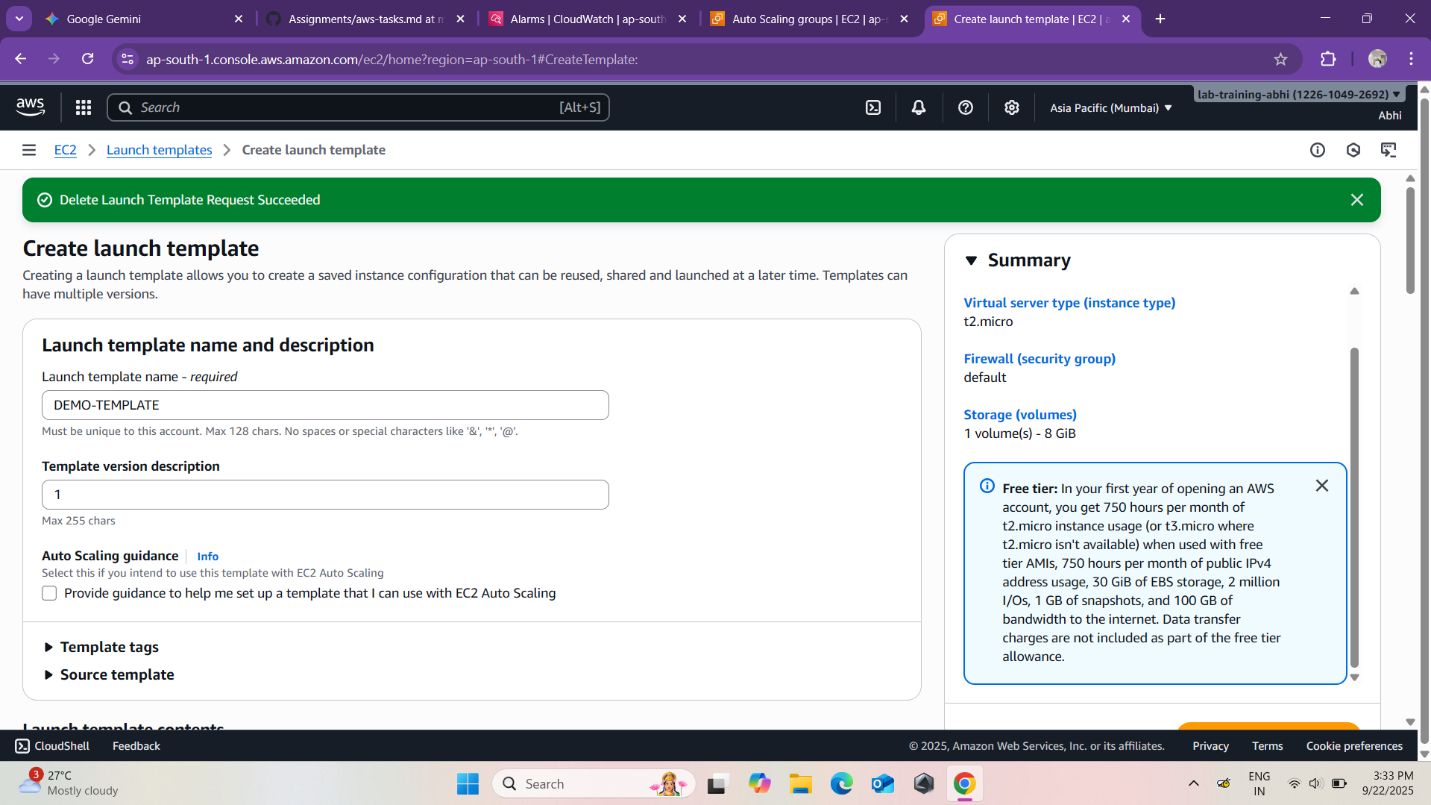 Google Gemini
Assignments/aws-tasks.md at m
Alarms | CloudWatch | ap-south
Auto Scaling groups | EC2 | ap-s
Create launch template | EC2 | a
ap-south-1.console.aws.amazon.com/ec2/home?region=ap-south-1#CreateTemplate:
aws
Search
[Alt+S]
Asia Pacific (Mumbai)
lab-training-abhi (1226-1049-2692)
Abhi
EC2
Launch templates
Create launch template
Delete Launch Template Request Succeeded
Create launch template
Creating a launch template allows you to create a saved instance configuration that can be reused, shared and launched at a later time. Templates can
have multiple versions.
Launch template name and description
Launch template name - required
DEMO-TEMPLATE
Must be unique to this account. Max 128 chars. No spaces or special characters like '&', '*', '@'.
Template version description
1
Max 255 chars
Auto Scaling guidance
Info
Select this if you intend to use this template with EC2 Auto Scaling
Provide guidance to help me set up a template that I can use with EC2 Auto Scaling
Template tags
Source template
Launch template contents
Summary
Virtual server type (instance type)
t2.micro
Firewall (security group)
default
Storage (volumes)
1 volume(s) - 8 GiB
Free tier: In your first year of opening an AWS
account, you get 750 hours per month of
t2.micro instance usage (or t3.micro where
t2.micro isn't available) when used with free
tier AMIs, 750 hours per month of public IPv4
address usage, 30 GiB of EBS storage, 2 million
I/Os, 1 GB of snapshots, and 100 GB of
bandwidth to the internet. Data transfer
charges are not included as part of the free tier
allowance.
CloudShell
Feedback
© 2025, Amazon Web Services, Inc. or its affiliates.
Privacy
Terms
Cookie preferences
3
27°C
Mostly cloudy
Search
ENG
IN
3:33 PM
9/22/2025